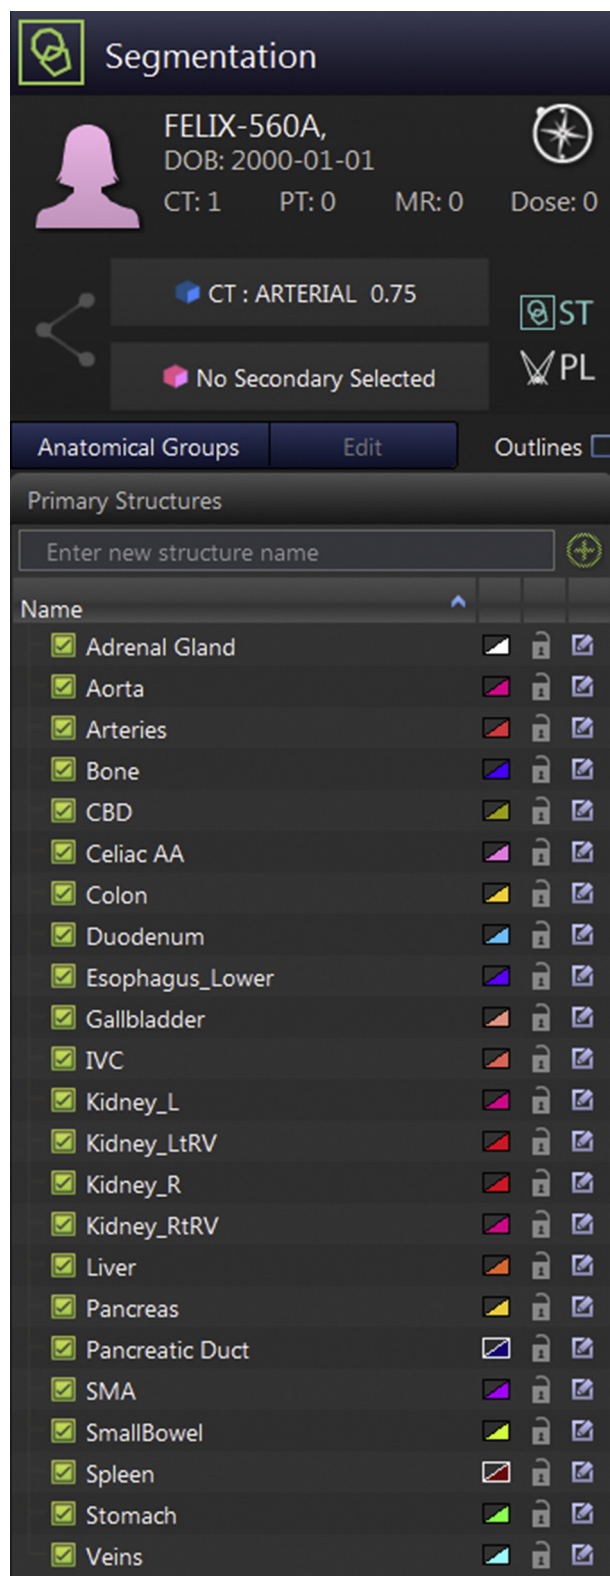 Segmentation
FELIX-560A,
DOB: 2000-01-01
CT: 1 PT: 0 MR: 0 Dose: 0
CT : ARTERIAL 0.75
ST
No Secondary Selected
PL
Anatomical Groups Edit Outlines
Primary Structures
Enter new structure name
Name
Adrenal Gland
Aorta
Arteries
Bone
CBD
Celiac AA
Colon
Duodenum
Esophagus_Lower
Gallbladder
IVC
Kidney_L
Kidney_LtRV
Kidney_R
Kidney_RtRV
Liver
Pancreas
Pancreatic Duct
SMA
SmallBowel
Spleen
Stomach
Veins